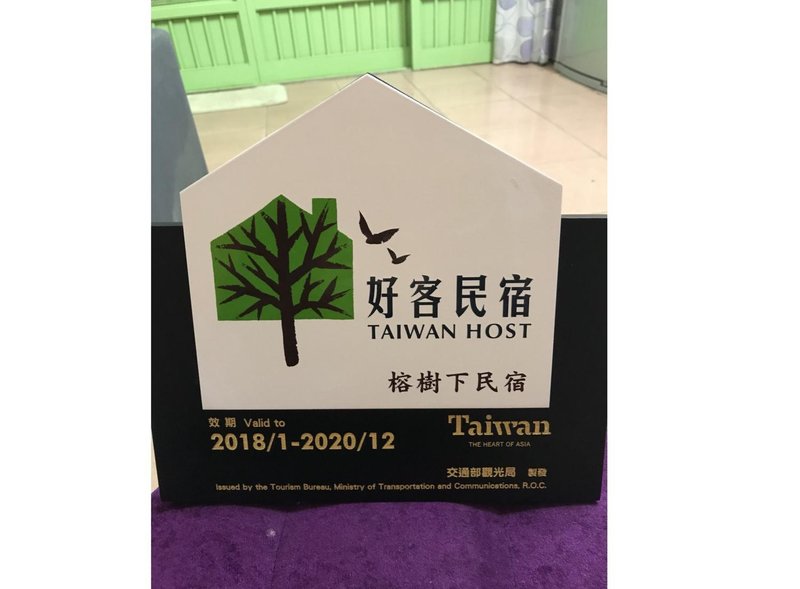 好客民宿
TAIWAN HOST
榕樹下民宿
效期 Valid to
2018/1-2020/12
Taiwan
THE HEART OF ASIA
交通部觀光局 製發
Issued by the Tourism Bureau, Ministry of Transportation and Communications, R.O.C.